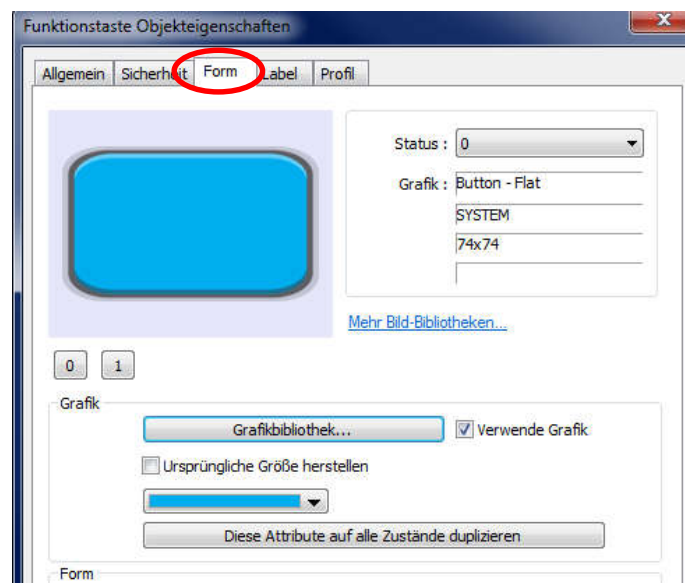 Funktionstaste Objekteigenschaften
Allgemein Sicherheit Form Label Profil
Status : 0
Grafik : Button - Flat
SYSTEM
74x74
Mehr Bild-Bibliotheken...
0 1
Grafik
Grafikbibliothek... Verwende Grafik
Ursprüngliche Größe herstellen
Diese Attribute auf alle Zustände duplizieren
Form